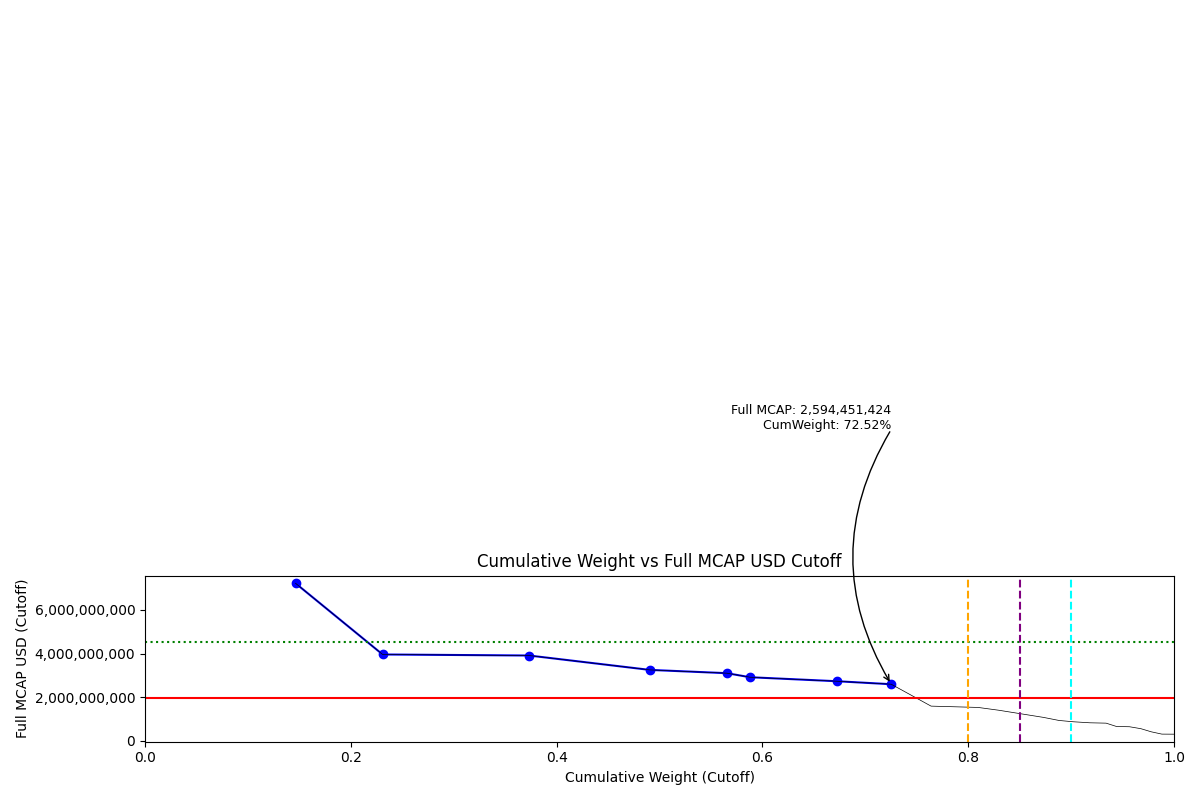 Full MCAP: 2,594,451,424
CumWeight: 72.52%
Cumulative Weight vs Full MCAP USD Cutoff
Full MCAP USD (Cutoff)
6,000,000,000
4,000,000,000
2,000,000,000
0
0.0 0.2 0.4 0.6 0.8 1.0
Cumulative Weight (Cutoff)